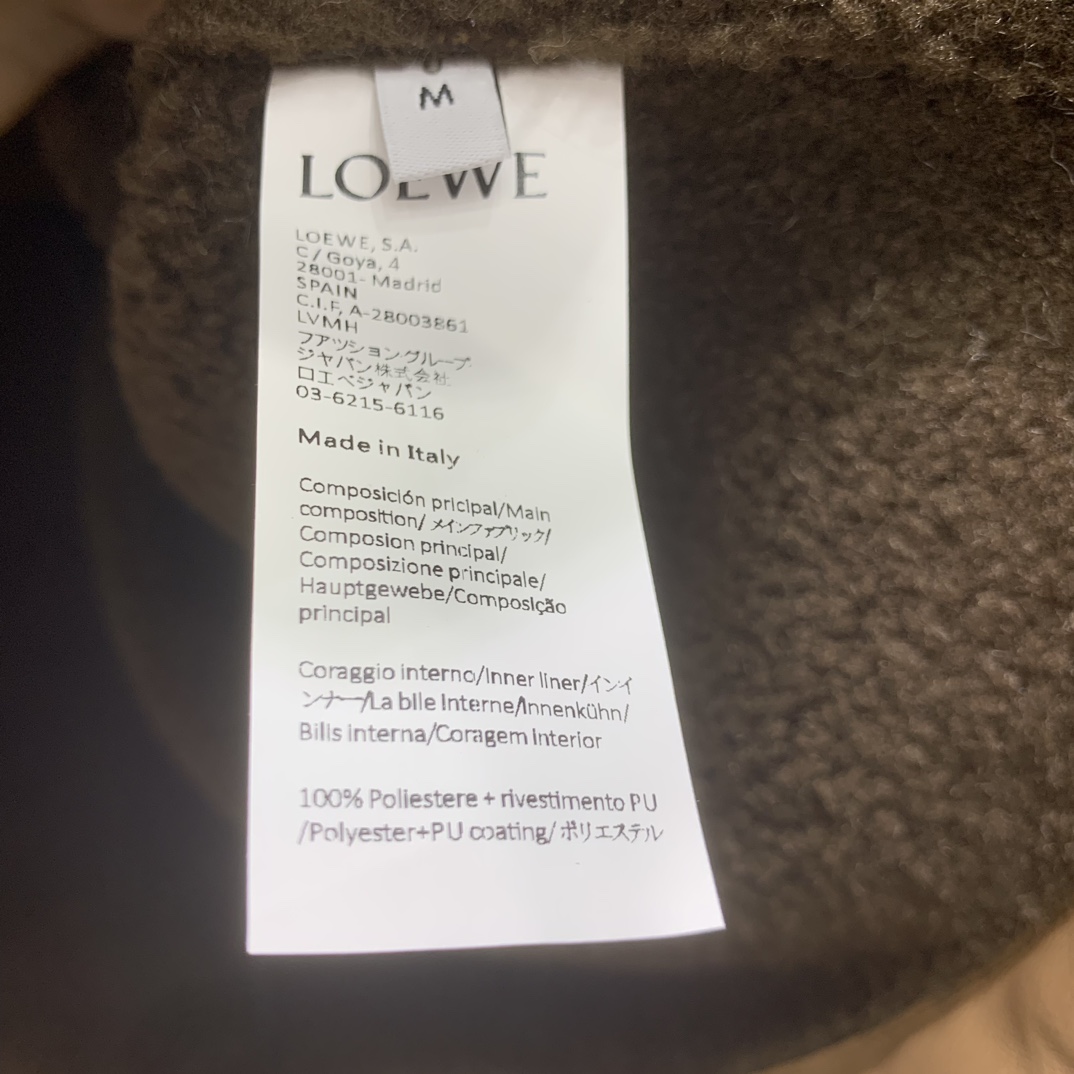 M
LOEWE
LOEWE, S.A.
C/Goya, 4
28001- Madrid
SPAIN
C.I.F, A-28003861
LVMH
フアツションングループ
ジャパン株式会社
ロエベジャパン
03-6215-6116
Made in Italy
Composición pricipal/Main
composition/メインファブリック/
Composion principal/
Composizione principale/
Hauptgewebe/Composição
principal
Coraggio interno/Inner liner/インイ
ンナー/La bile Interne/Innenkühn/
Bilis interna/Coragem Interior
100% Poliestere + rivestimento PU
/Polyester+PU coating/ポリエステル